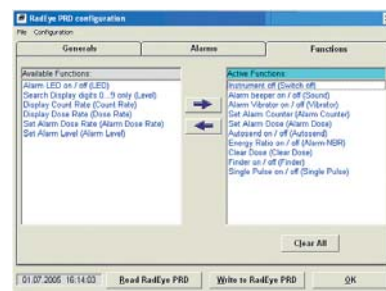 RadEye PRD configuration
File Configuration
Generals Alarms Functions
Available Functions:
Alarm LED on / off (LED)
Search Display digits 0...9 only (Level)
Display Count Rate (Count Rate)
Display Dose Rate (Dose Rate)
Set Alarm Dose Rate (Alarm Dose Rate)
Set Alarm Level (Alarm Level)
Active Functions:
Instrument off (Switch off)
Alarm beeper on / off (Sound)
Alarm Vibrator on / off (Vibrator)
Set Alarm Counter (Alarm Counter)
Set Alarm Dose (Alarm Dose)
Autosend on / off (Autosend)
Energy Ratio on / off (Alarm-NBR)
Clear Dose (Clear Dose)
Finder on / off (Finder)
Single Pulse on / off (Single Pulse)
Clear All
01.07.2005 16:14:03 Read RadEye PRD Write to RadEye PRD OK